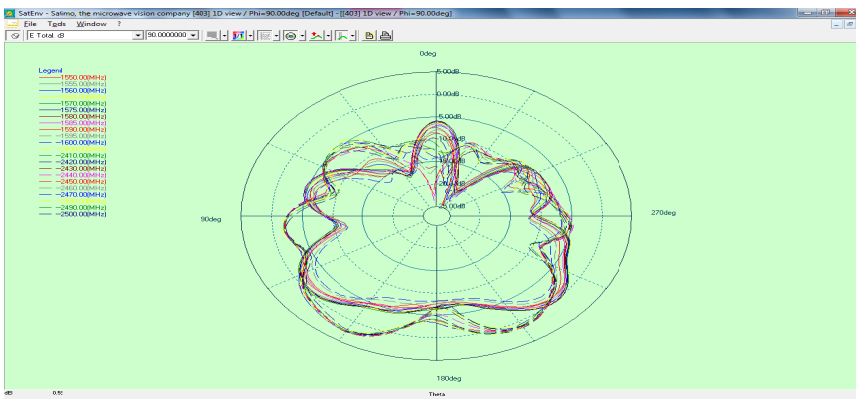 SatEnv - Satimo, the microwave vision company [403] 1D view / Phi=90.00deg [Default] - [[403] 1D view / Phi=90.00deg]
File Tools Window ?
E Total. dB 90.0000000
0deg
Legend
1550.00(MHz)
1555.00(MHz)
1560.00(MHz)
1570.00(MHz)
1575.00(MHz)
1580.00(MHz)
1585.00(MHz)
1590.00(MHz)
1595.00(MHz)
1600.00(MHz)
2410.00(MHz)
2420.00(MHz)
2430.00(MHz)
2440.00(MHz)
2450.00(MHz)
2460.00(MHz)
2470.00(MHz)
2490.00(MHz)
2500.00(MHz)
5.00dB
0.00dB
-5.00dB
90deg
270deg
180deg
dB
Theta